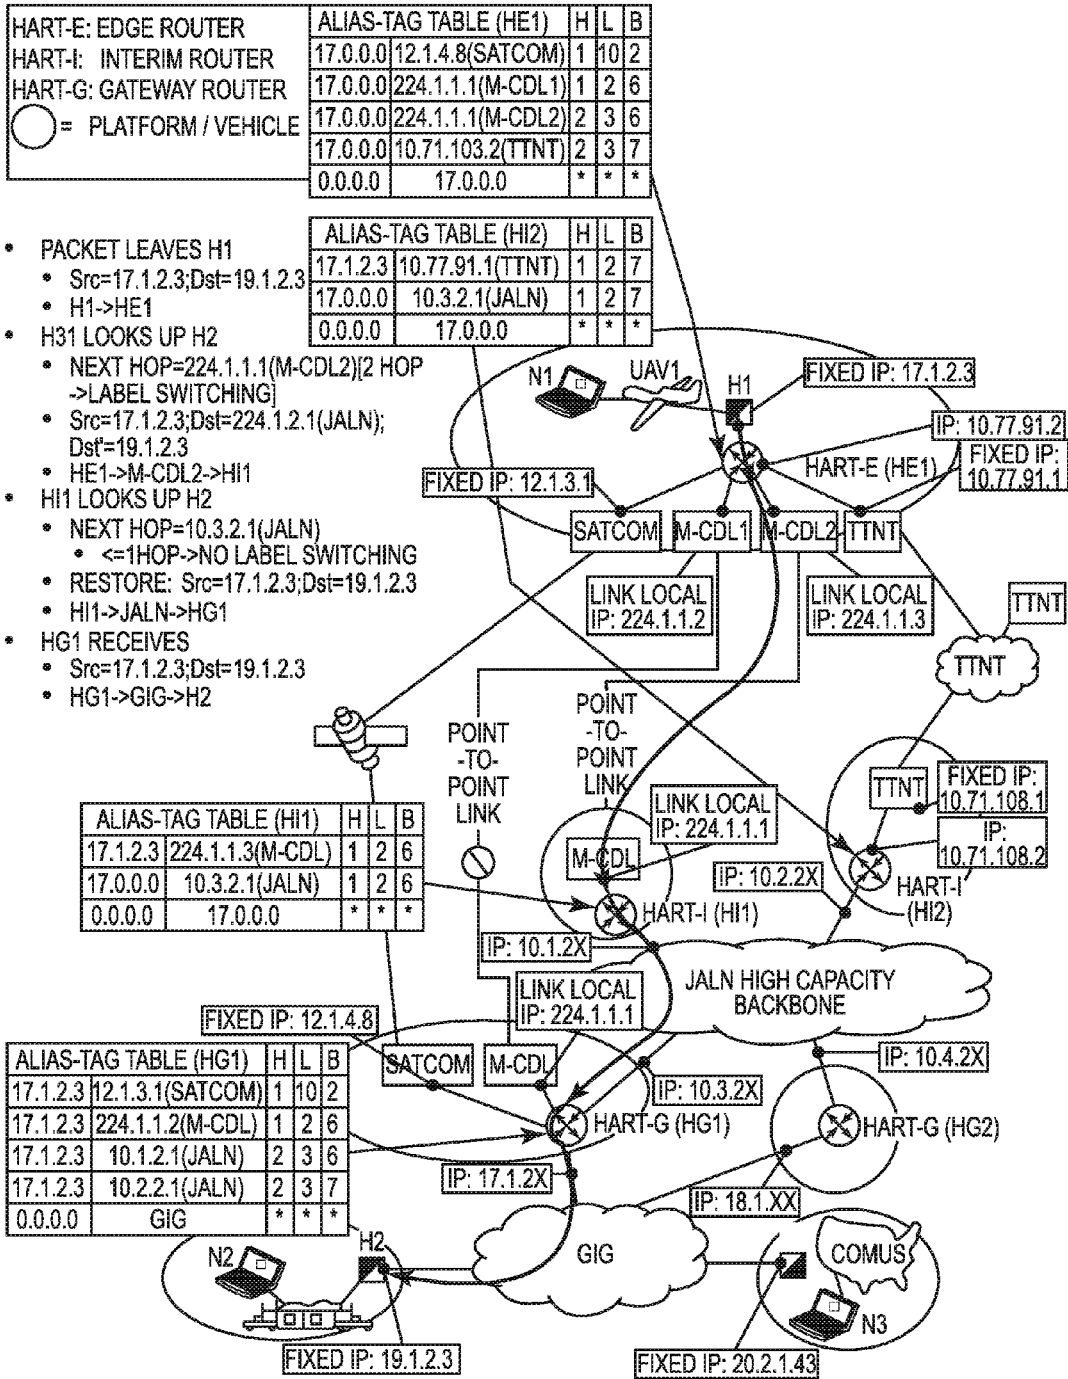 HART-E: EDGE ROUTER
HART-I: INTERIM ROUTER
HART-G: GATEWAY ROUTER
= PLATFORM / VEHICLE
ALIAS-TAG TABLE (HE1) H L B
17.0.0.0 12.1.4.8(SATCOM) 1 10 2
17.0.0.0 224.1.1.1(M-CDL1) 1 2 6
17.0.0.0 224.1.1.1(M-CDL2) 2 3 6
17.0.0.0 10.71.103.2(TTNT) 2 3 7
0.0.0.0 17.0.0.0 * * *
ALIAS-TAG TABLE (HI2) H L B
17.1.2.3 10.77.91.1(TTNT) 1 2 7
17.0.0.0 10.3.2.1(JALN) 1 2 7
0.0.0.0 17.0.0.0 * * *
• PACKET LEAVES H1
• Src=17.1.2.3;Dst=19.1.2.3
• H1->HE1
• H31 LOOKS UP H2
• NEXT HOP=224.1.1.1(M-CDL2)[2 HOP
->LABEL SWITCHING]
• Src=17.1.2.3;Dst=224.1.2.1(JALN);
Dst'=19.1.2.3
• HE1->M-CDL2->HI1
• HI1 LOOKS UP H2
• NEXT HOP=10.3.2.1(JALN)
• <=1HOP->NO LABEL SWITCHING
• RESTORE: Src=17.1.2.3;Dst=19.1.2.3
• HI1->JALN->HG1
• HG1 RECEIVES
• Src=17.1.2.3;Dst=19.1.2.3
• HG1->GIG->H2
N1
UAV1
H1
FIXED IP: 17.1.2.3
IP: 10.77.91.2
HART-E (HE1)
FIXED IP:
10.77.91.1
FIXED IP: 12.1.3.1
SATCOM
M-CDL1
M-CDL2
TTNT
LINK LOCAL
IP: 224.1.1.2
LINK LOCAL
IP: 224.1.1.3
TTNT
TTNT
POINT
-TO-
POINT
LINK
POINT
-TO-
POINT
LINK
TTNT
FIXED IP:
10.71.108.1
IP:
10.71.108.2
LINK LOCAL
IP: 224.1.1.1
M-CDL
IP: 10.2.2X
HART-I
(HI2)
ALIAS-TAG TABLE (HI1) H L B
17.1.2.3 224.1.1.3(M-CDL) 1 2 6
17.0.0.0 10.3.2.1(JALN) 1 2 6
0.0.0.0 17.0.0.0 * * *
HART-I (HI1)
IP: 10.1.2X
JALN HIGH CAPACITY
BACKBONE
LINK LOCAL
IP: 224.1.1.1
FIXED IP: 12.1.4.8
SATCOM
M-CDL
IP: 10.4.2X
IP: 10.3.2X
ALIAS-TAG TABLE (HG1) H L B
17.1.2.3 12.1.3.1(SATCOM) 1 10 2
17.1.2.3 224.1.1.2(M-CDL) 1 2 6
17.1.2.3 10.1.2.1(JALN) 2 3 6
17.1.2.3 10.2.2.1(JALN) 2 3 7
0.0.0.0 GIG * * *
HART-G (HG1)
HART-G (HG2)
IP: 17.1.2X
IP: 18.1.XX
N2
H2
GIG
COMUS
N3
FIXED IP: 19.1.2.3
FIXED IP: 20.2.1.43